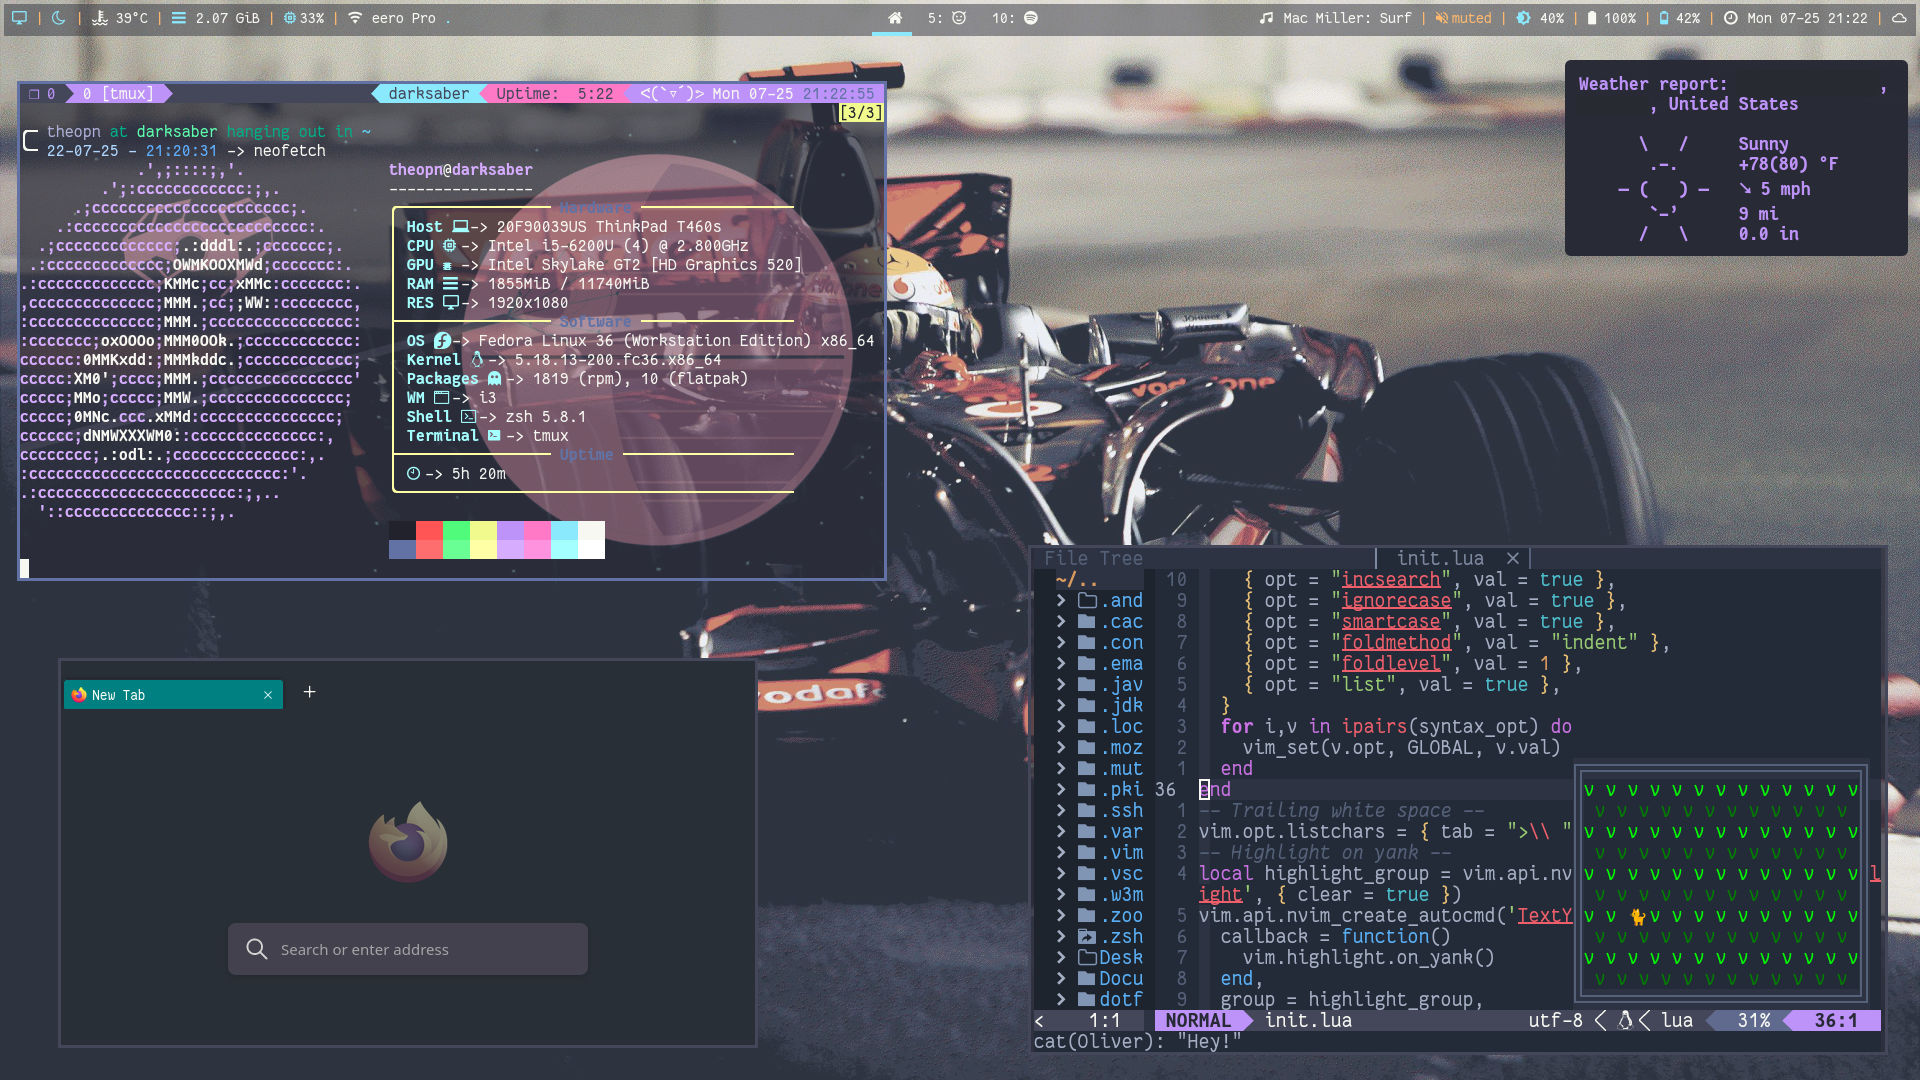 39°C | 2.07 GiB | 33% | eero Pro .
5: 10:
Mac Miller: Surf | muted | 40% | 100% | 42% | Mon 07-25 21:22 |
0 0 [tmux] darksaber Uptime: 5:22 <(`▿´)> Mon 07-25 21:22:55
[3/3]
theopn at darksaber hanging out in ~
22-07-25 - 21:20:31 -> neofetch
theopn@darksaber
----------------
Hardware
Host -> 20F90039US ThinkPad T460s
CPU -> Intel i5-6200U (4) @ 2.800GHz
GPU -> Intel Skylake GT2 [HD Graphics 520]
RAM -> 1855MiB / 11740MiB
RES -> 1920x1080
Software
OS -> Fedora Linux 36 (Workstation Edition) x86_64
Kernel -> 5.18.13-200.fc36.x86_64
Packages -> 1819 (rpm), 10 (flatpak)
WM -> i3
Shell -> zsh 5.8.1
Terminal -> tmux
Uptime
-> 5h 20m
Weather report: ,
, United States
Sunny
+78(80) °F
↘ 5 mph
9 mi
0.0 in
vodafone
vodaf
New Tab × +
Search or enter address
File Tree
~/..
.and
.cac
.con
.ema
.jav
.jdk
.loc
.moz
.mut
.pki
.ssh
.var
.vim
.vsc
.w3m
.zoo
.zsh
Desk
Docu
dotf
< 1:1
init.lua ×
10 { opt = "incsearch", val = true },
9 { opt = "ignorecase", val = true },
8 { opt = "smartcase", val = true },
7 { opt = "foldmethod", val = "indent" },
6 { opt = "foldlevel", val = 1 },
5 { opt = "list", val = true },
4 }
3 for i,v in ipairs(syntax_opt) do
2 vim_set(v.opt, GLOBAL, v.val)
1 end
36 end
1 -- Trailing white space --
2 vim.opt.listchars = { tab = ">\\ "
3 -- Highlight on yank --
4 local highlight_group = vim.api.nv l
ight', { clear = true })
5 vim.api.nvim_create_autocmd('TextY
6 callback = function()
7 vim.highlight.on_yank()
8 end,
9 group = highlight_group,
NORMAL init.lua utf-8 < < lua 31% 36:1
cat(Oliver): "Hey!"